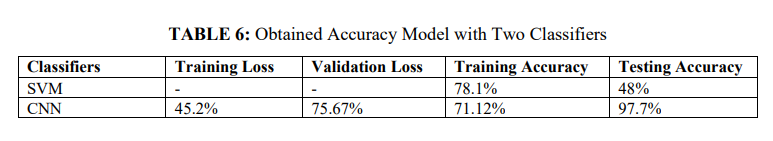 TABLE 6: Obtained Accuracy Model with Two Classifiers
Classifiers Training Loss Validation Loss Training Accuracy Testing Accuracy
SVM - - 78.1% 48%
CNN 45.2% 75.67% 71.12% 97.7%